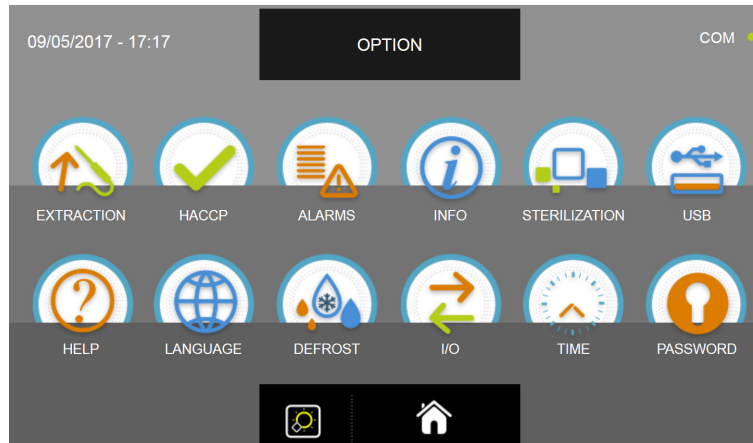 09/05/2017 - 17:17
OPTION
COM
EXTRACTION
HACCP
ALARMS
INFO
STERILIZATION
USB
HELP
LANGUAGE
DEFROST
I/O
TIME
PASSWORD